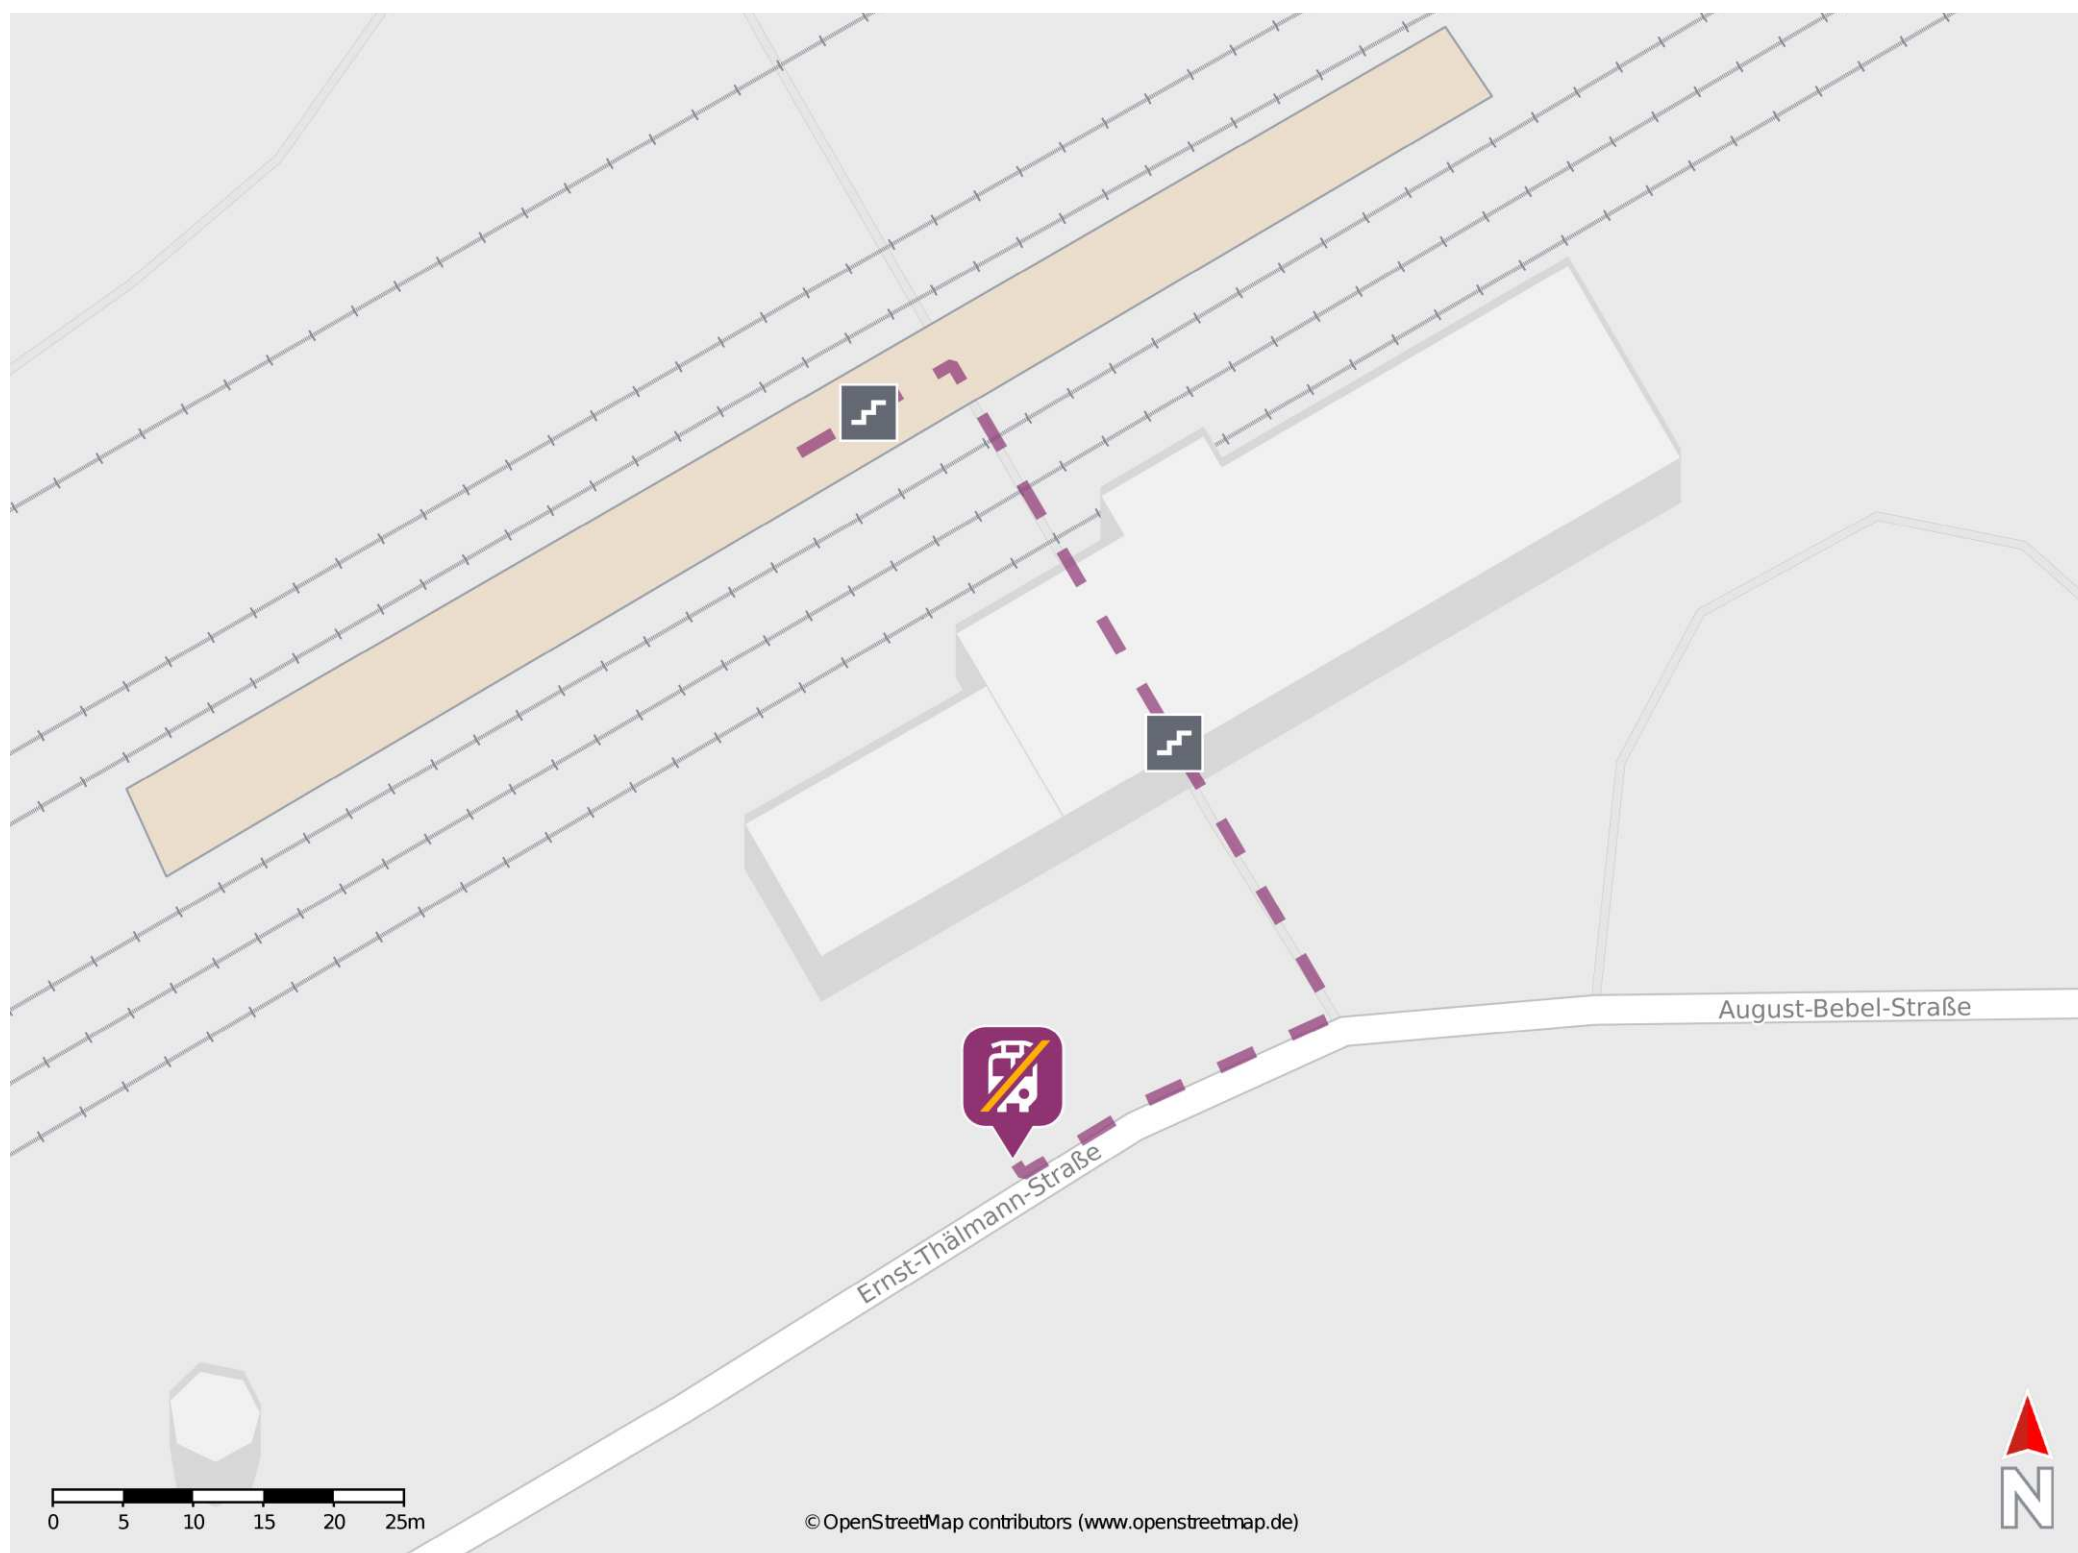 August-Bebel-Straße
Ernst-Thälmann-Straße
0 5 10 15 20 25m
© OpenStreetMap contributors (www.openstreetmap.de)
N